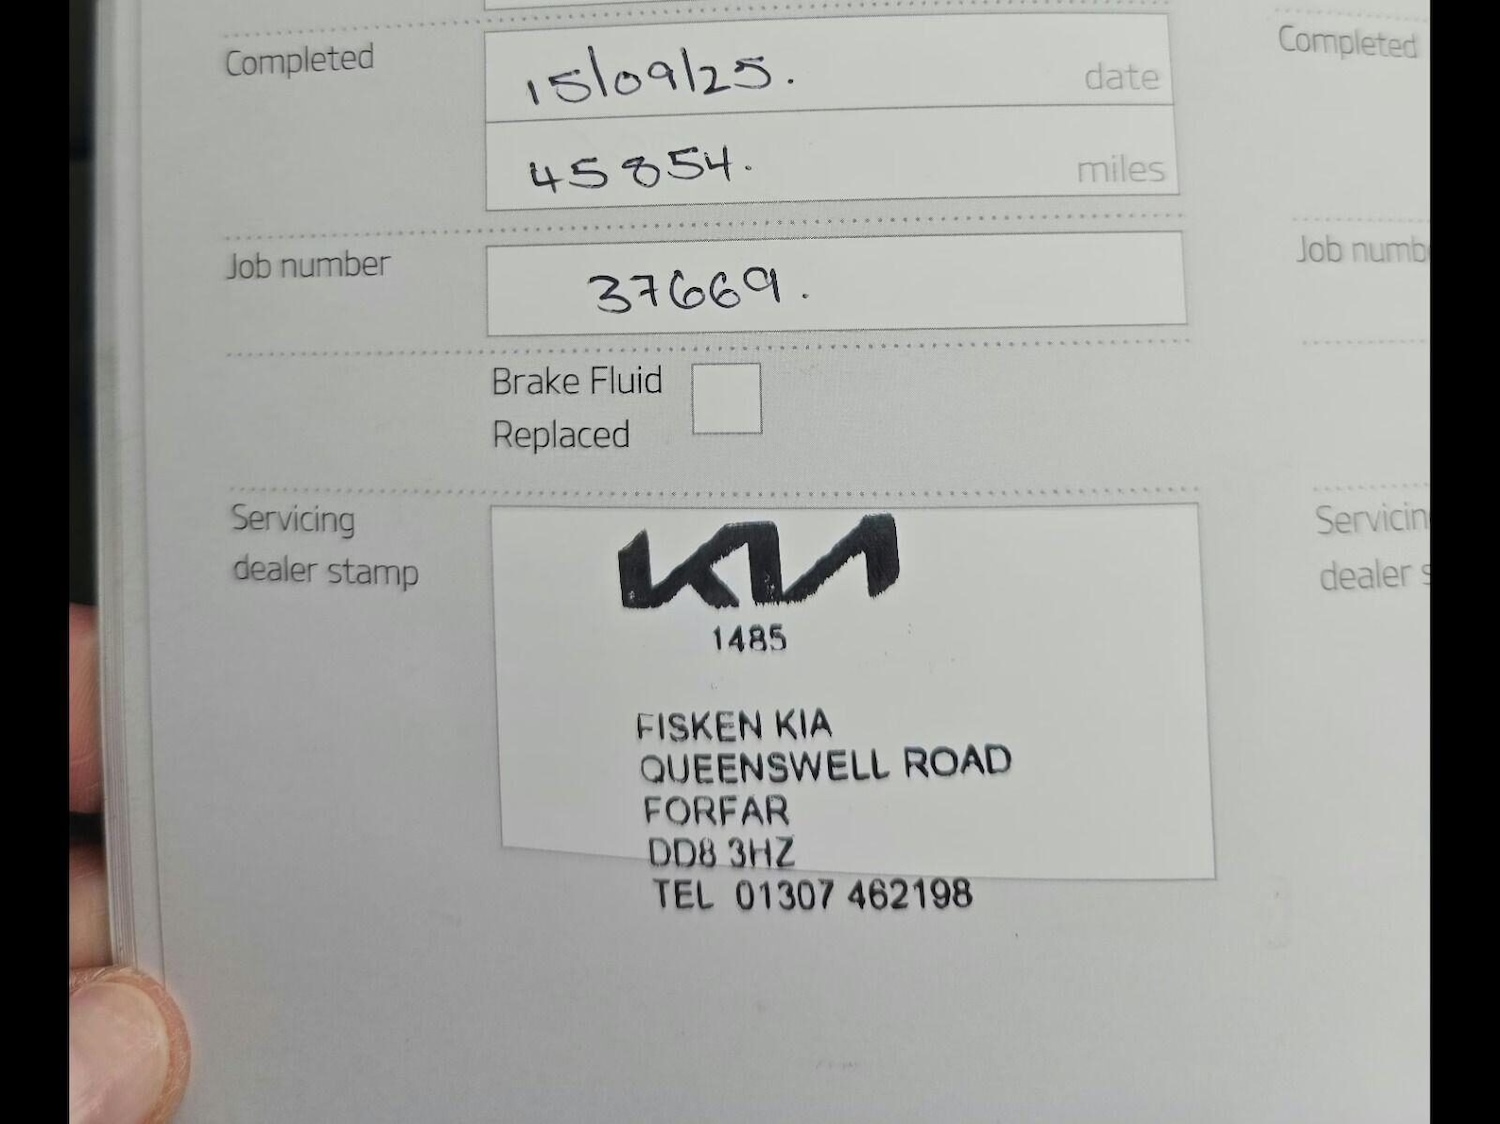 Completed 15/09/25. date Completed
45854. miles
Job number 37669. Job numb
Brake Fluid
Replaced
Servicing Servicin
dealer stamp dealer s
KIA
1485
FISKEN KIA
QUEENSWELL ROAD
FORFAR
DD8 3HZ
TEL 01307 462198